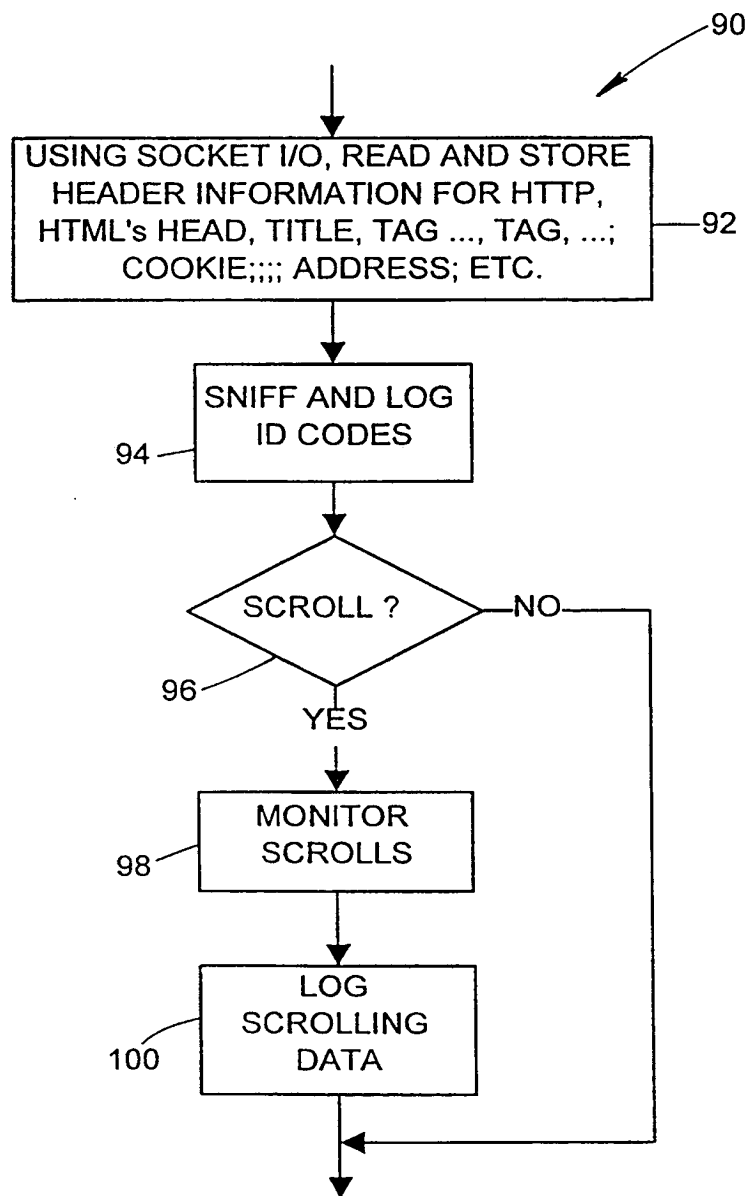 90
USING SOCKET I/O, READ AND STORE
HEADER INFORMATION FOR HTTP,
HTML's HEAD, TITLE, TAG ..., TAG, ...;
COOKIE;;;; ADDRESS; ETC.
92
SNIFF AND LOG
ID CODES
94
SCROLL ?
NO
96
YES
MONITOR
SCROLLS
98
LOG
SCROLLING
DATA
100